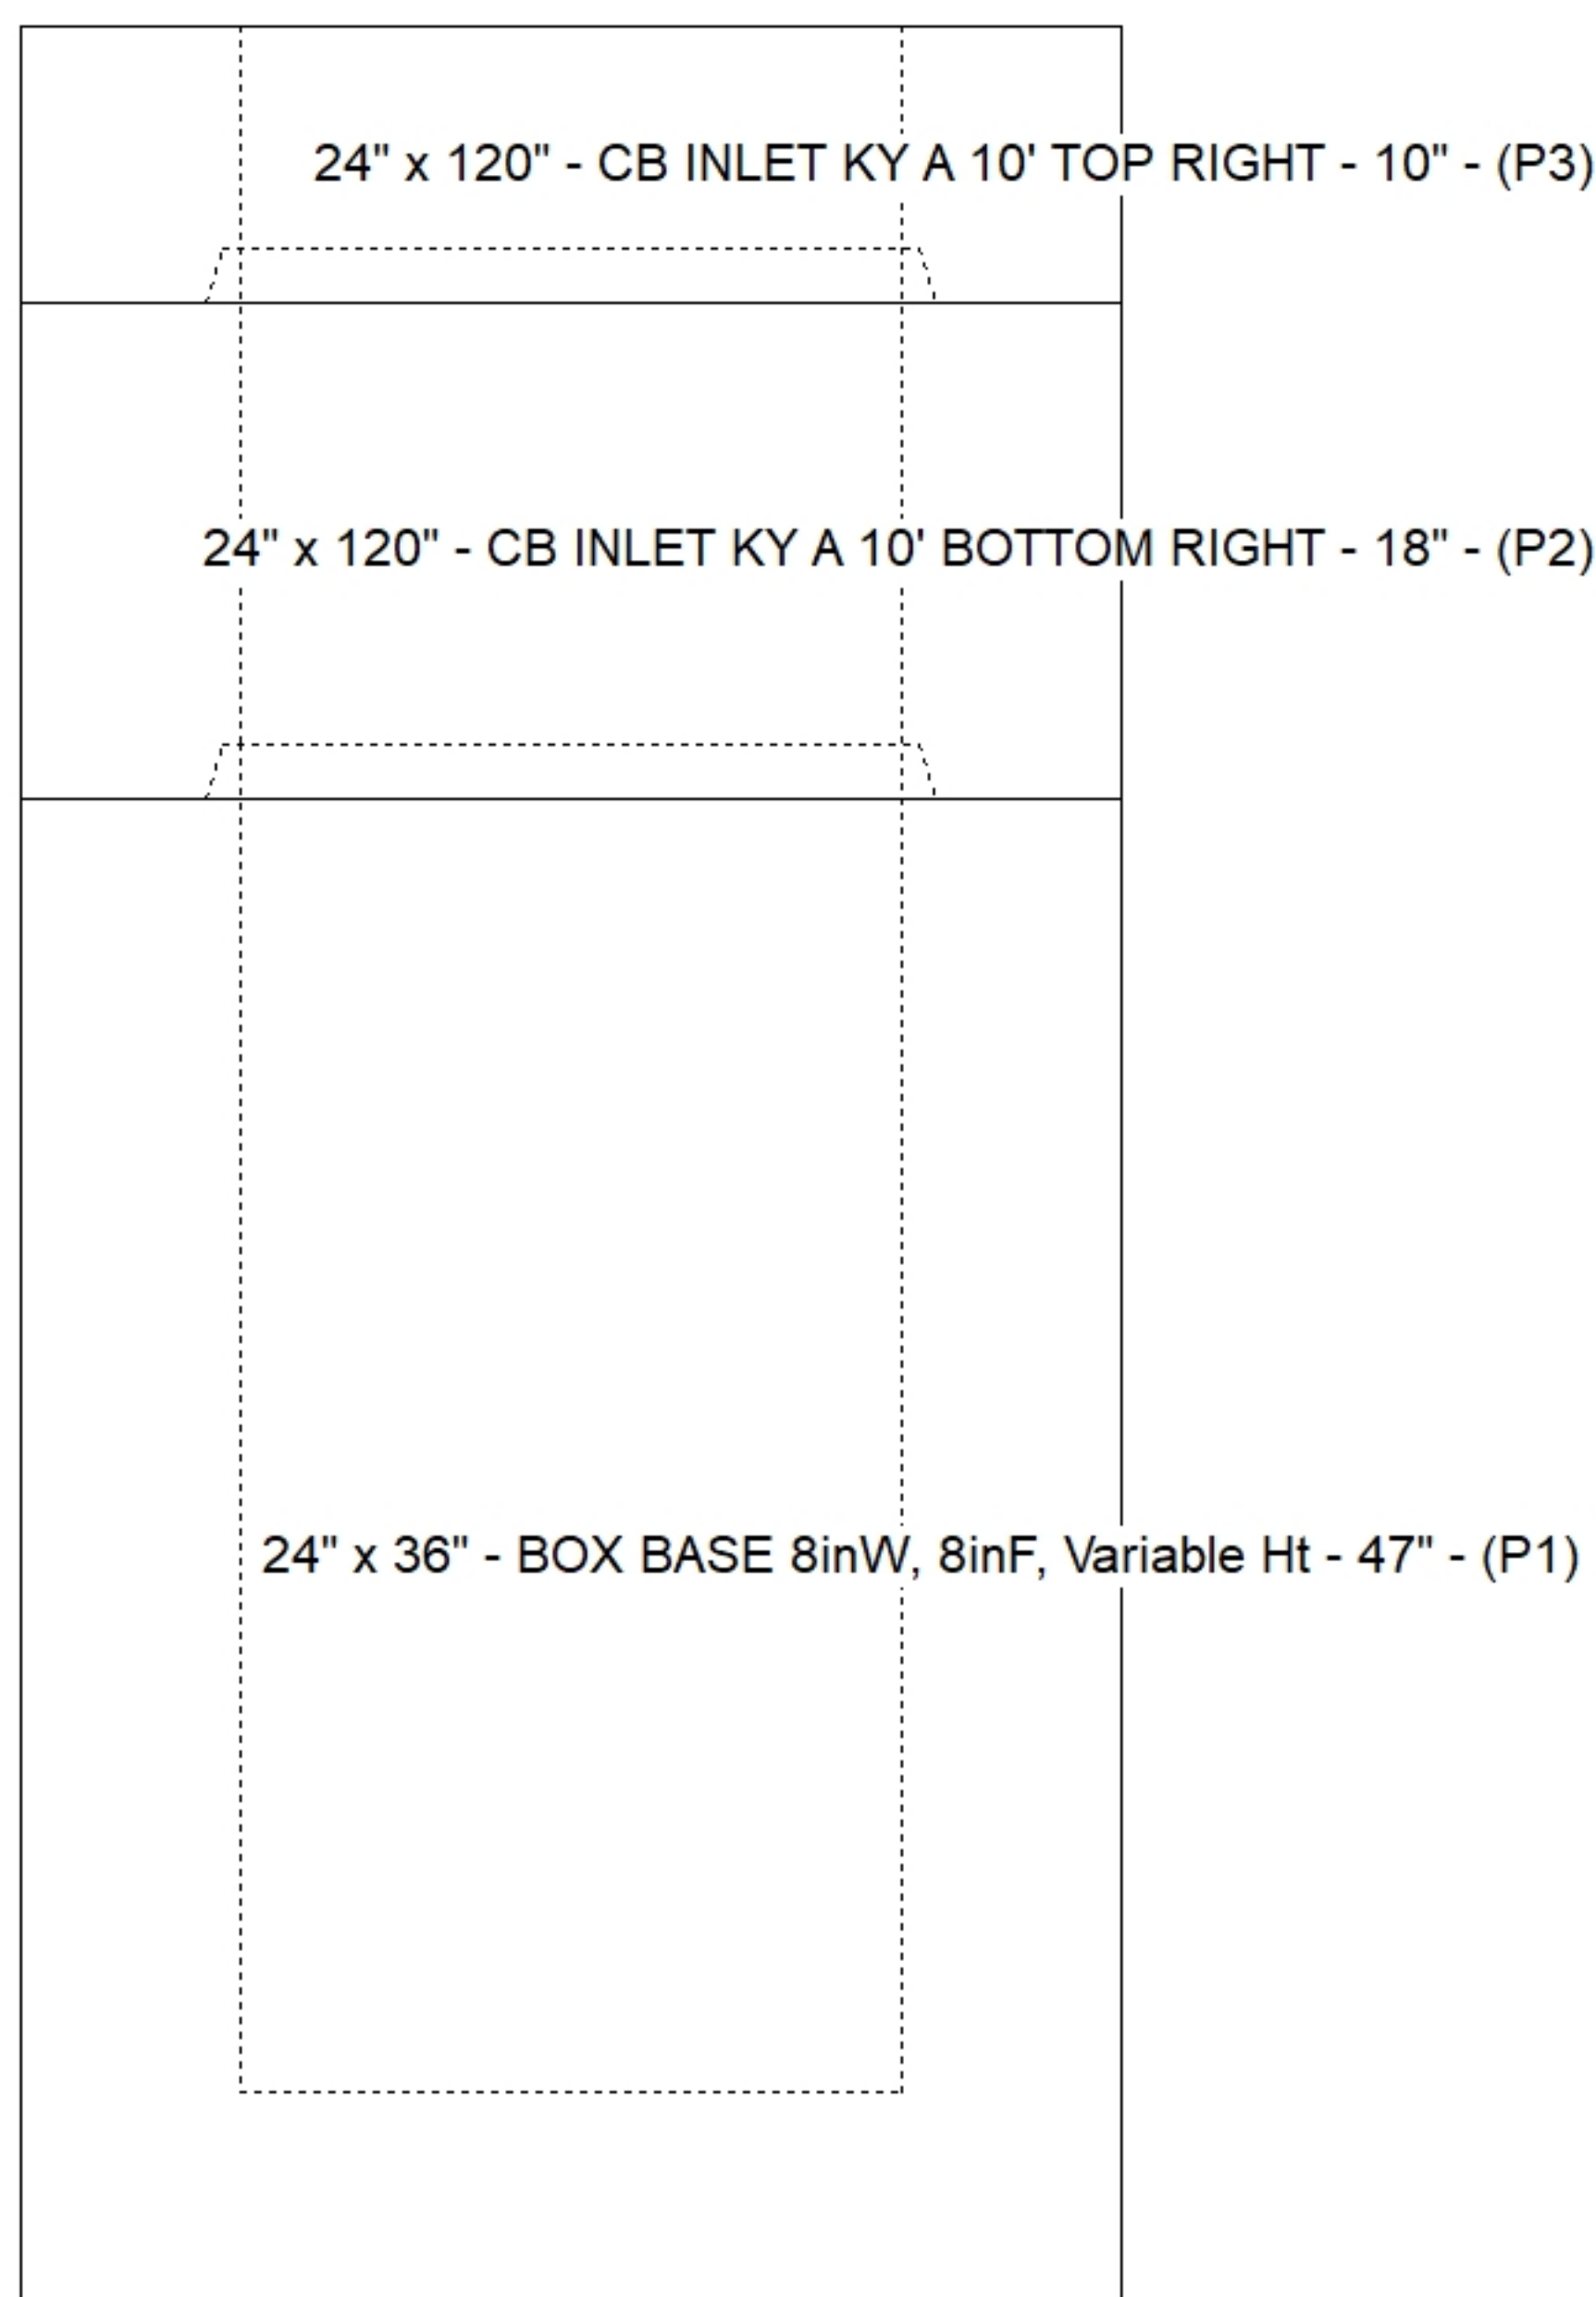 24" x 120" - CB INLET KY A 10' TOP RIGHT - 10" - (P3)
24" x 120" - CB INLET KY A 10' BOTTOM RIGHT - 18" - (P2)
24" x 36" - BOX BASE 8inW, 8inF, Variable Ht - 47" - (P1)